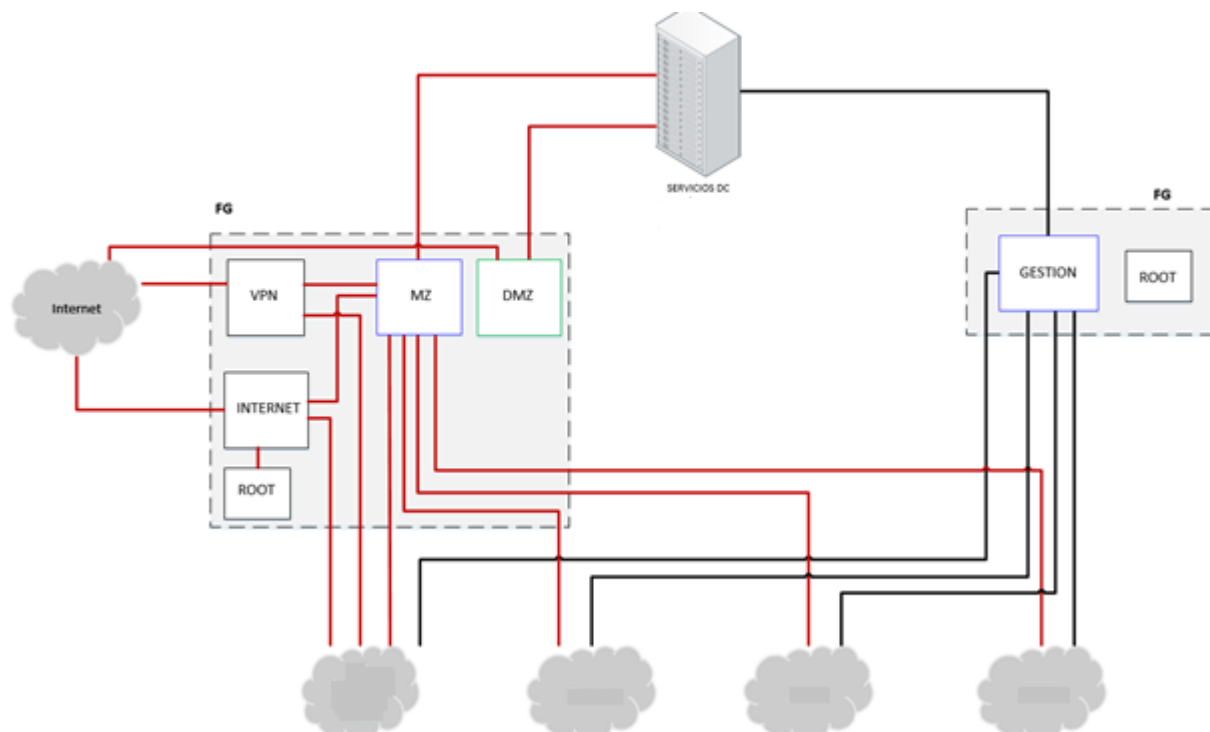 SERVICIOS DC
FG
FG
VPN
MZ
DMZ
GESTION
ROOT
Internet
INTERNET
ROOT